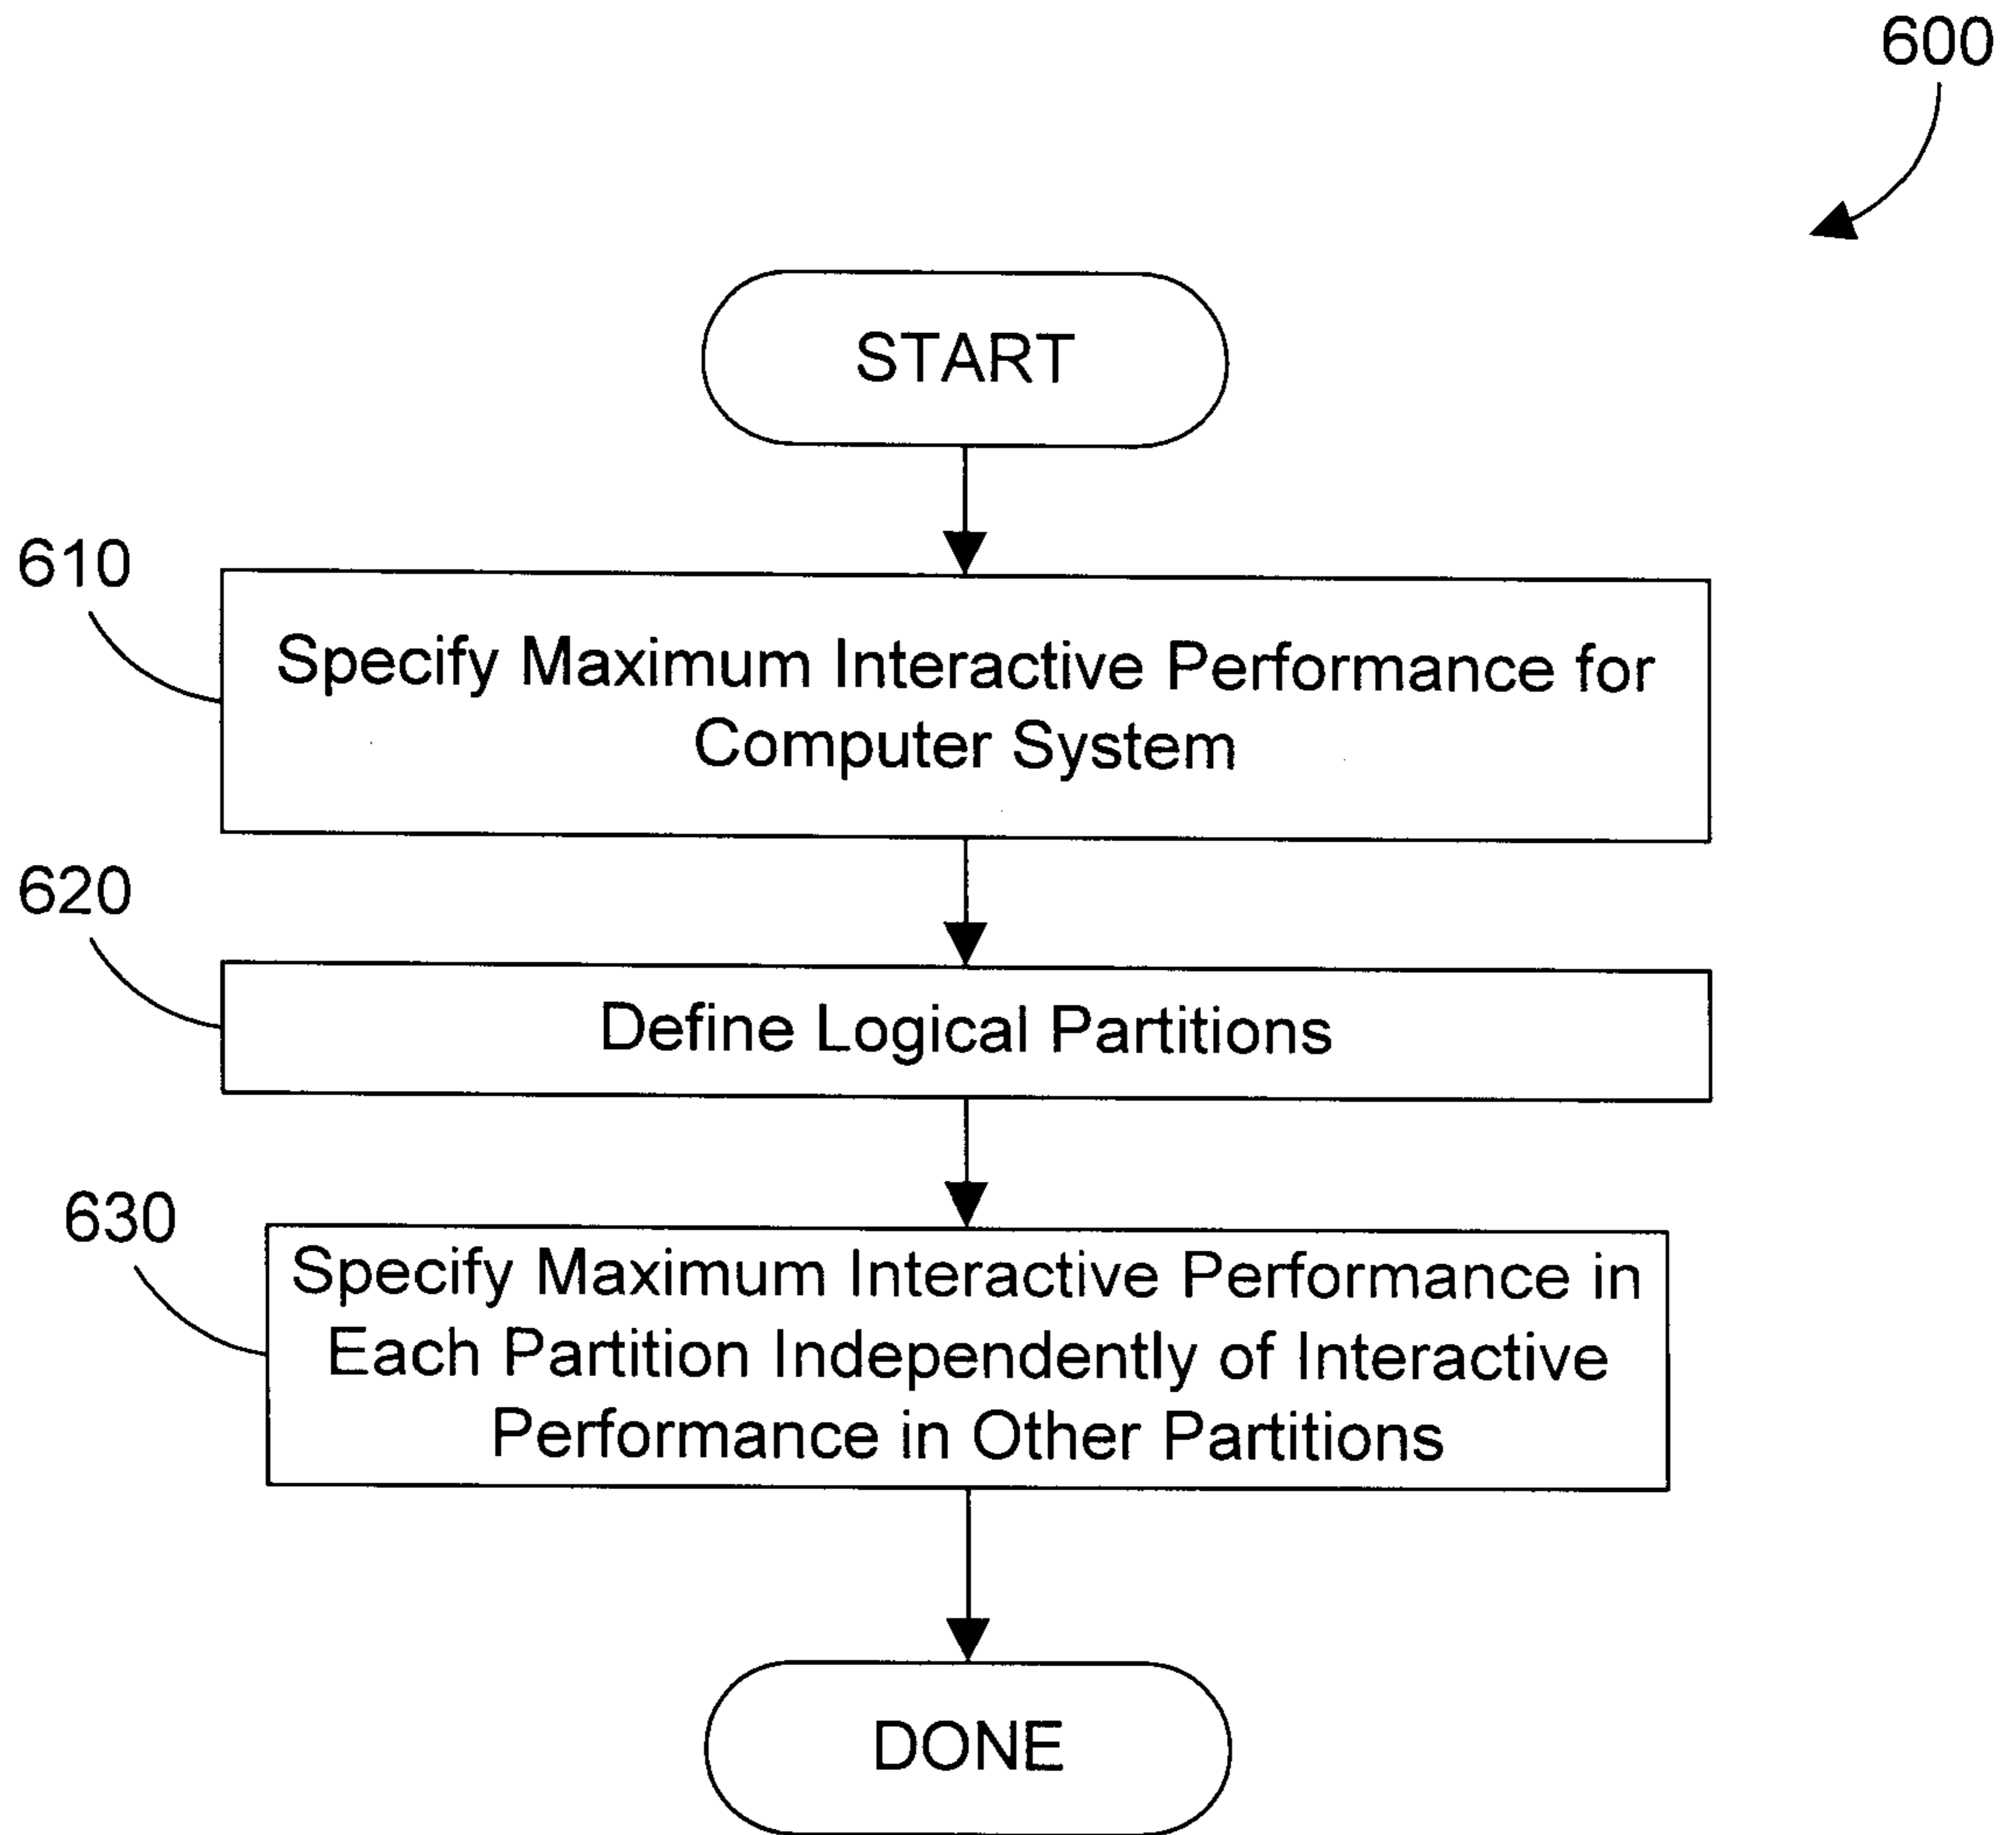 600
START
610
Specify Maximum Interactive Performance for
Computer System
620
Define Logical Partitions
630
Specify Maximum Interactive Performance in
Each Partition Independently of Interactive
Performance in Other Partitions
DONE